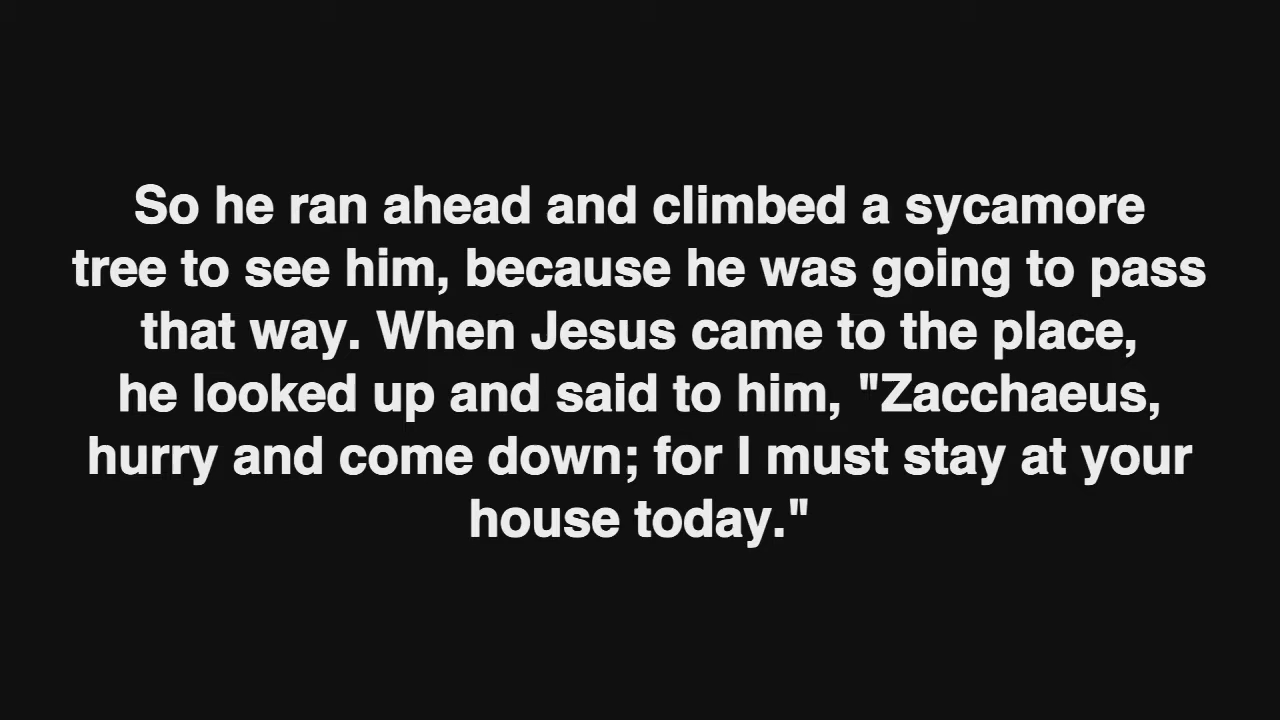 So he ran ahead and climbed a sycamore
tree to see him, because he was going to pass
that way. When Jesus came to the place,
he looked up and said to him, "Zacchaeus,
hurry and come down; for I must stay at your
house today."